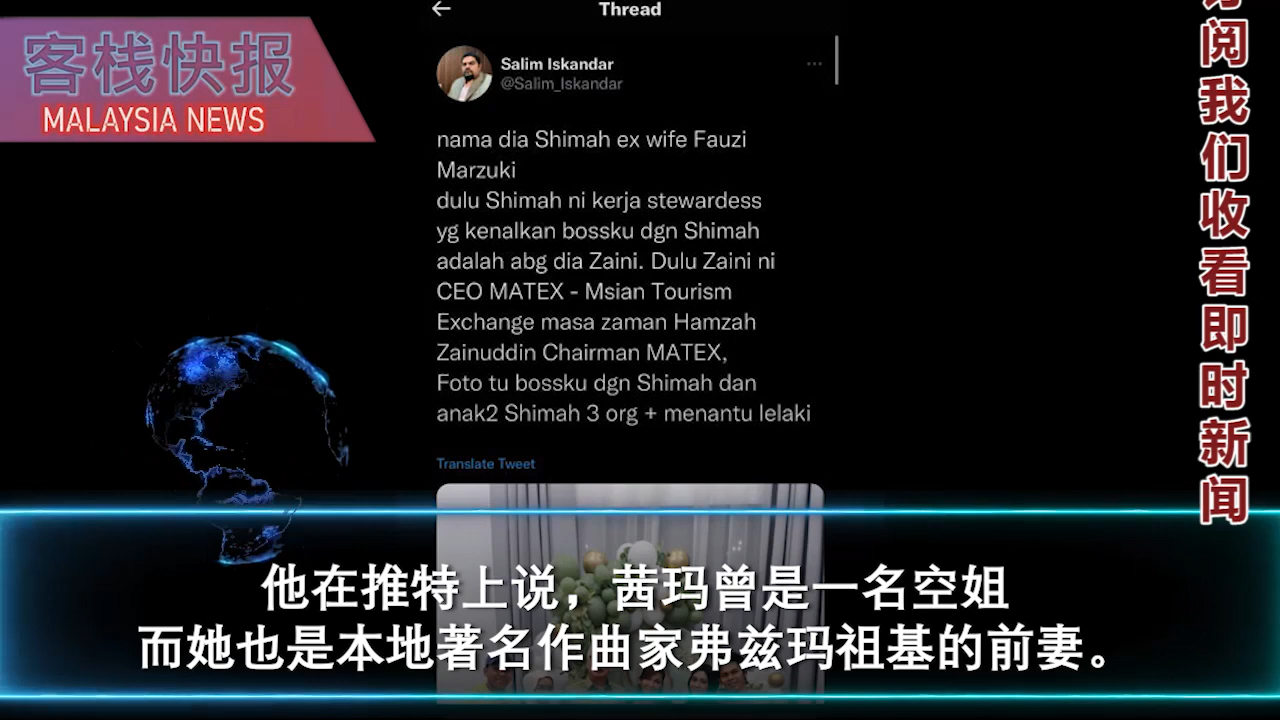 客栈快报
MALAYSIA NEWS
Thread
Salim Iskandar
@Salim_Iskandar
nama dia Shimah ex wife Fauzi
Marzuki
dulu Shimah ni kerja stewardess
yg kenalkan bossku dgn Shimah
adalah abg dia Zaini. Dulu Zaini ni
CEO MATEX - Msian Tourism
Exchange masa zaman Hamzah
Zainuddin Chairman MATEX,
Foto tu bossku dgn Shimah dan
anak2 Shimah 3 org + menantu lelaki
Translate Tweet
他在推特上说，茜玛曾是一名空姐
而她也是本地著名作曲家弗兹玛祖基的前妻。
订阅我们收看即时新闻